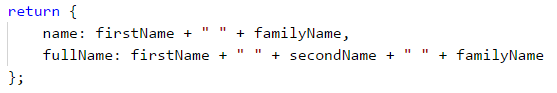 return {
    name: firstName + " " + familyName,
    fullName: firstName + " " + secondName + " " + familyName
};